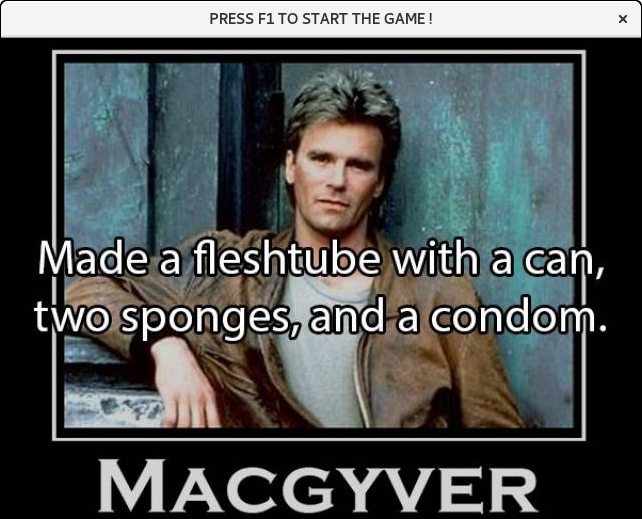 PRESS F1 TO START THE GAME !
×
Made a fleshtube with a can,
two sponges, and a condom.
MACGYVER